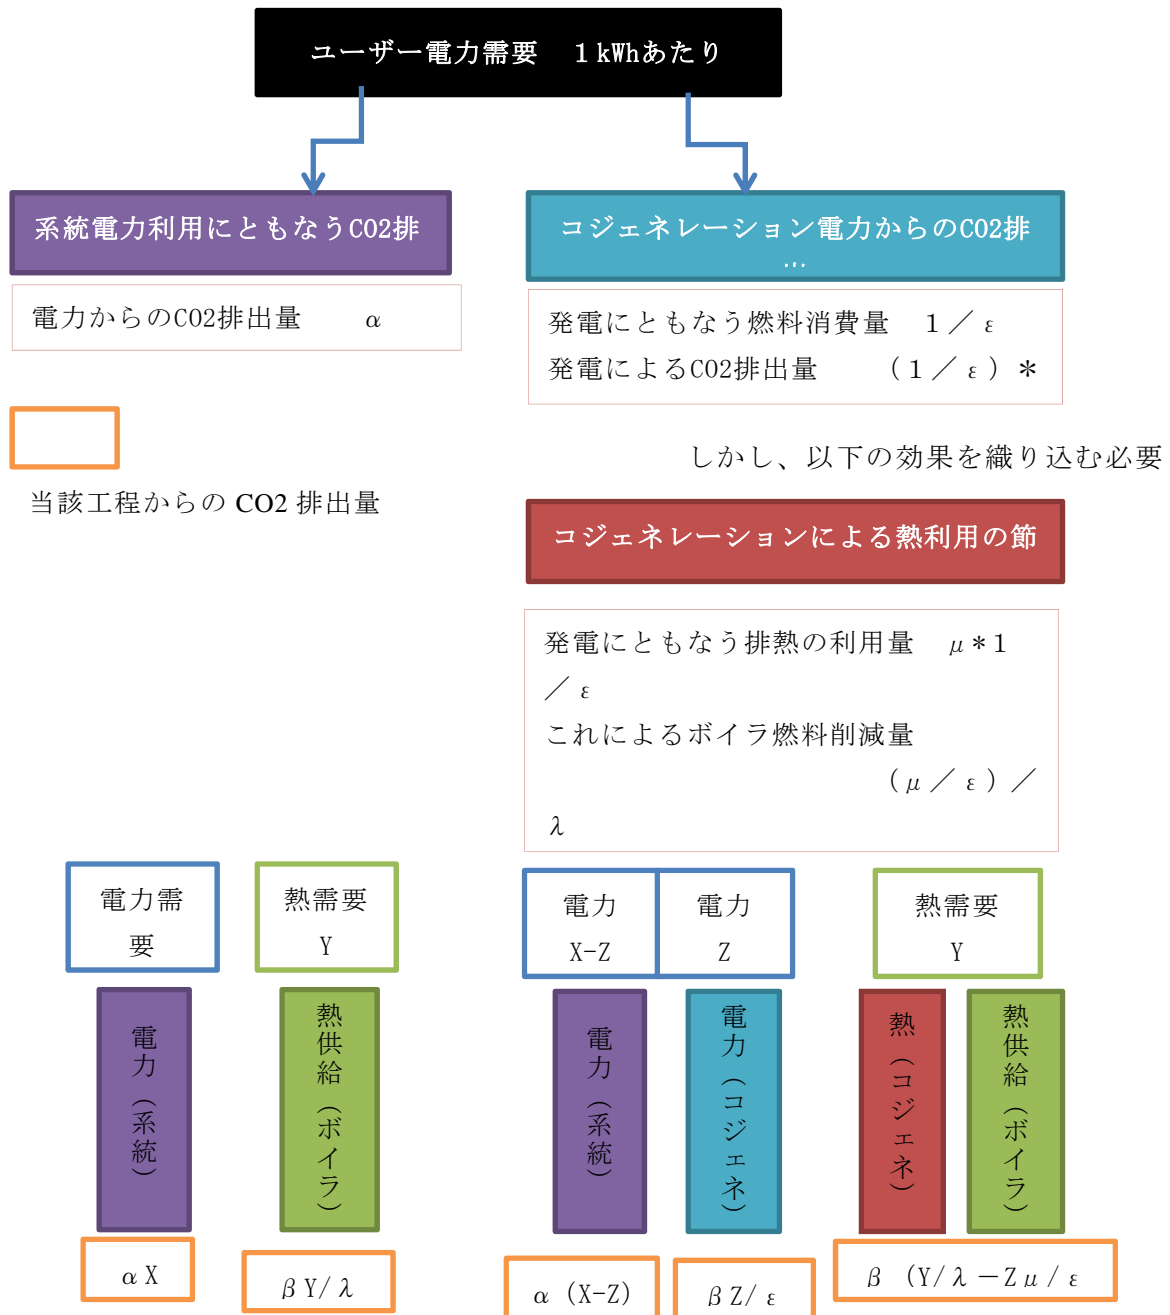 ユーザー電力需要　１kWhあたり
系統電力利用にともなうCO2排
電力からのCO2排出量　　α
コジェネレーション電力からのCO2排
…
発電にともなう燃料消費量　１／ε
発電によるCO2排出量　　（１／ε）＊
しかし、以下の効果を織り込む必要
当該工程からの CO2 排出量
コジェネレーションによる熱利用の節
発電にともなう排熱の利用量　μ＊1
／ε
これによるボイラ燃料削減量
（μ／ε）／
λ
電力需
要
熱需要
Y
電力
X-Z
電力
Z
熱需要
Y
電力（系統）
熱供給（ボイラ）
電力（系統）
電力（コジェネ）
熱（コジェネ）
熱供給（ボイラ）
αX
βY/λ
α（X-Z）
βZ/ε
β（Y/λ－Zμ/ε